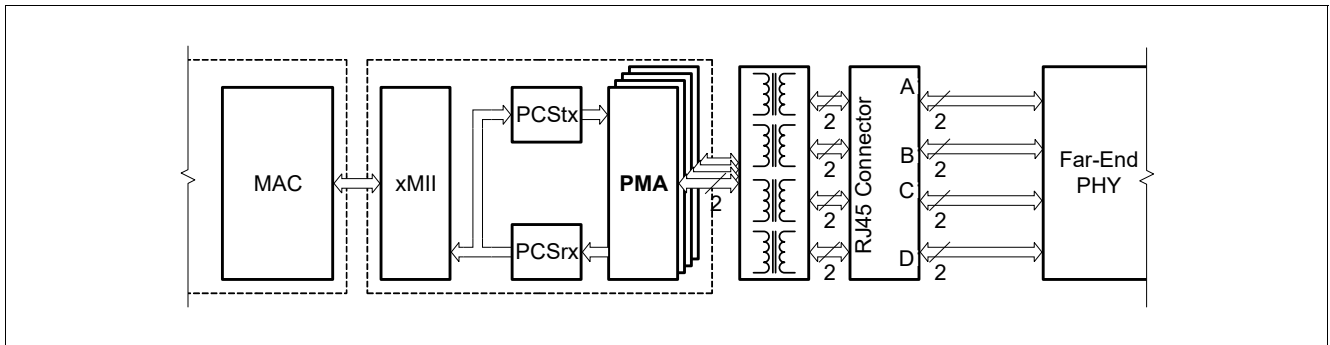 MAC
xMII
PCStx
PCSrx
PMA
2
2
2
2
2
RJ45 Connector
A
B
C
D
2
2
2
2
Far-End
PHY